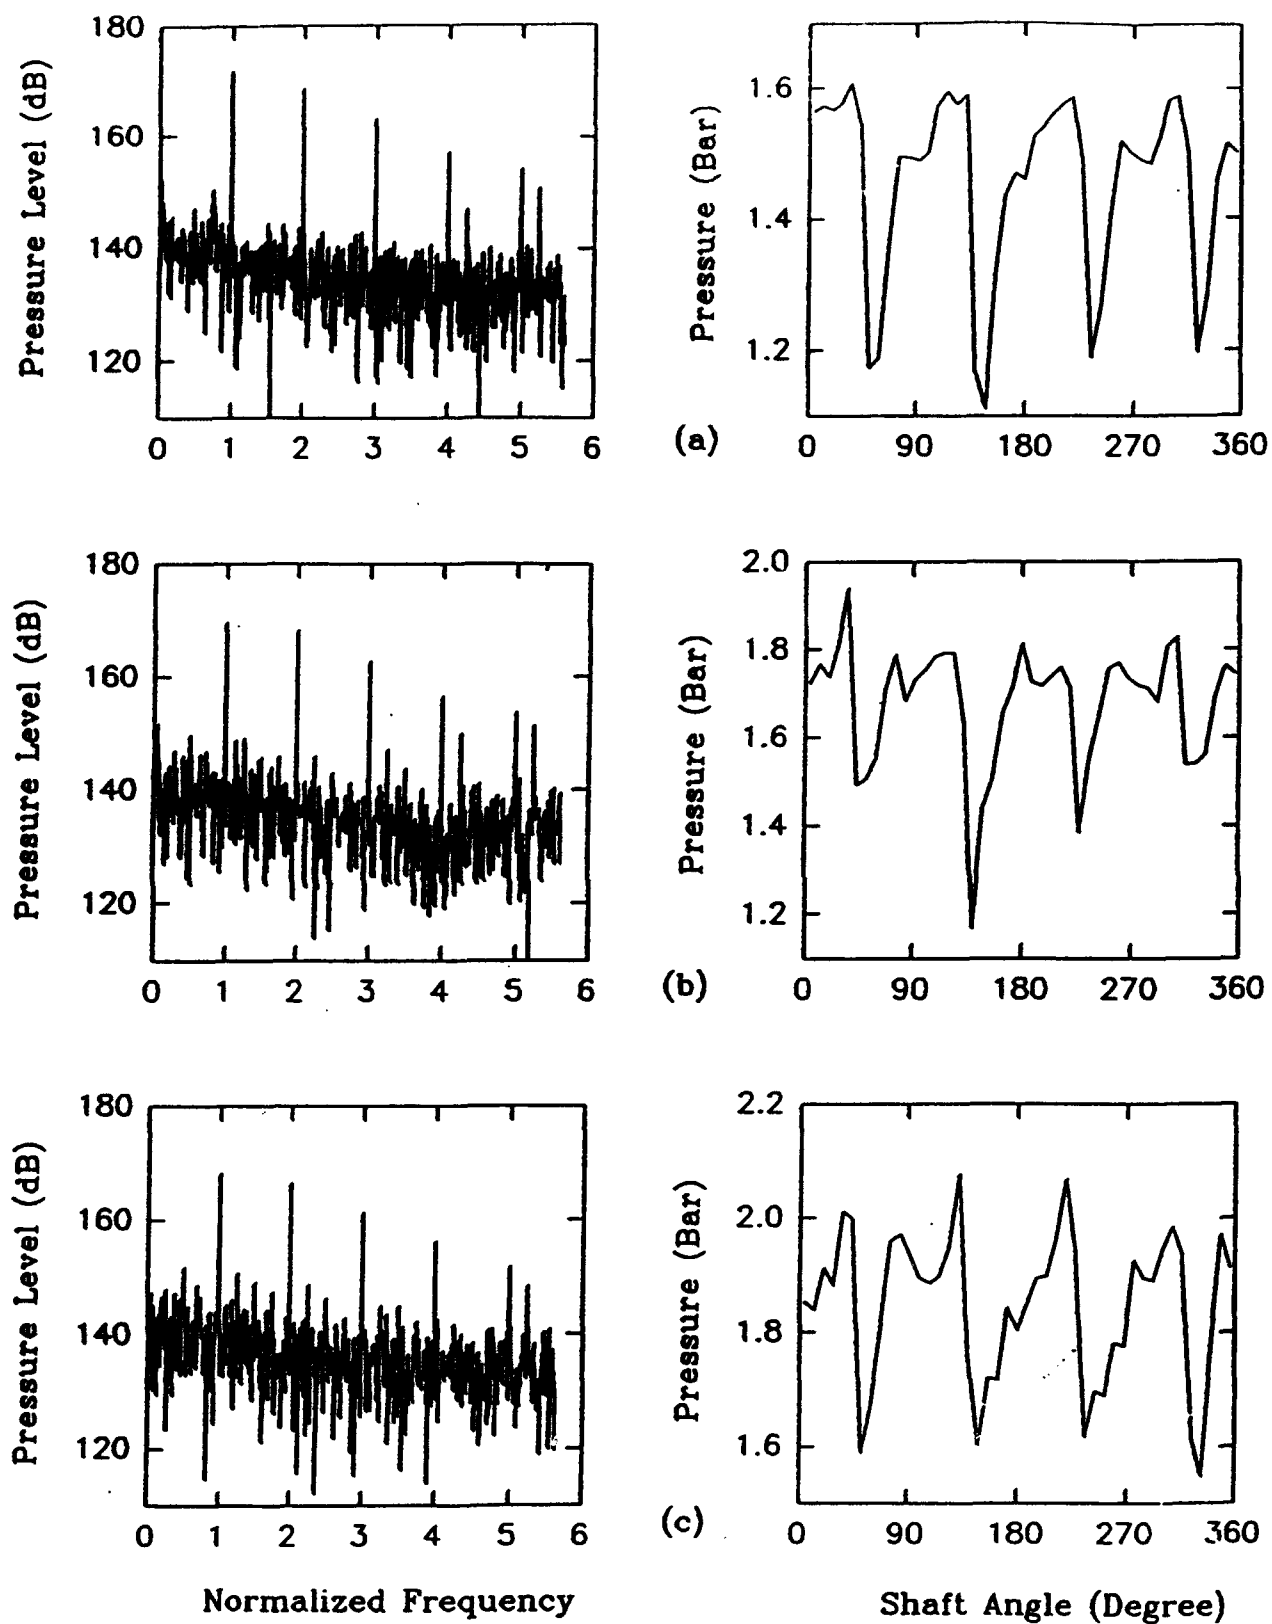 180
160
140
120
Pressure Level (dB)
0 1 2 3 4 5 6
(a)
1.6
1.4
1.2
Pressure (Bar)
0 90 180 270 360
180
160
140
120
Pressure Level (dB)
0 1 2 3 4 5 6
(b)
2.0
1.8
1.6
1.4
1.2
Pressure (Bar)
0 90 180 270 360
180
160
140
120
Pressure Level (dB)
0 1 2 3 4 5 6
Normalized Frequency
(c)
2.2
2.0
1.8
1.6
Pressure (Bar)
0 90 180 270 360
Shaft Angle (Degree)